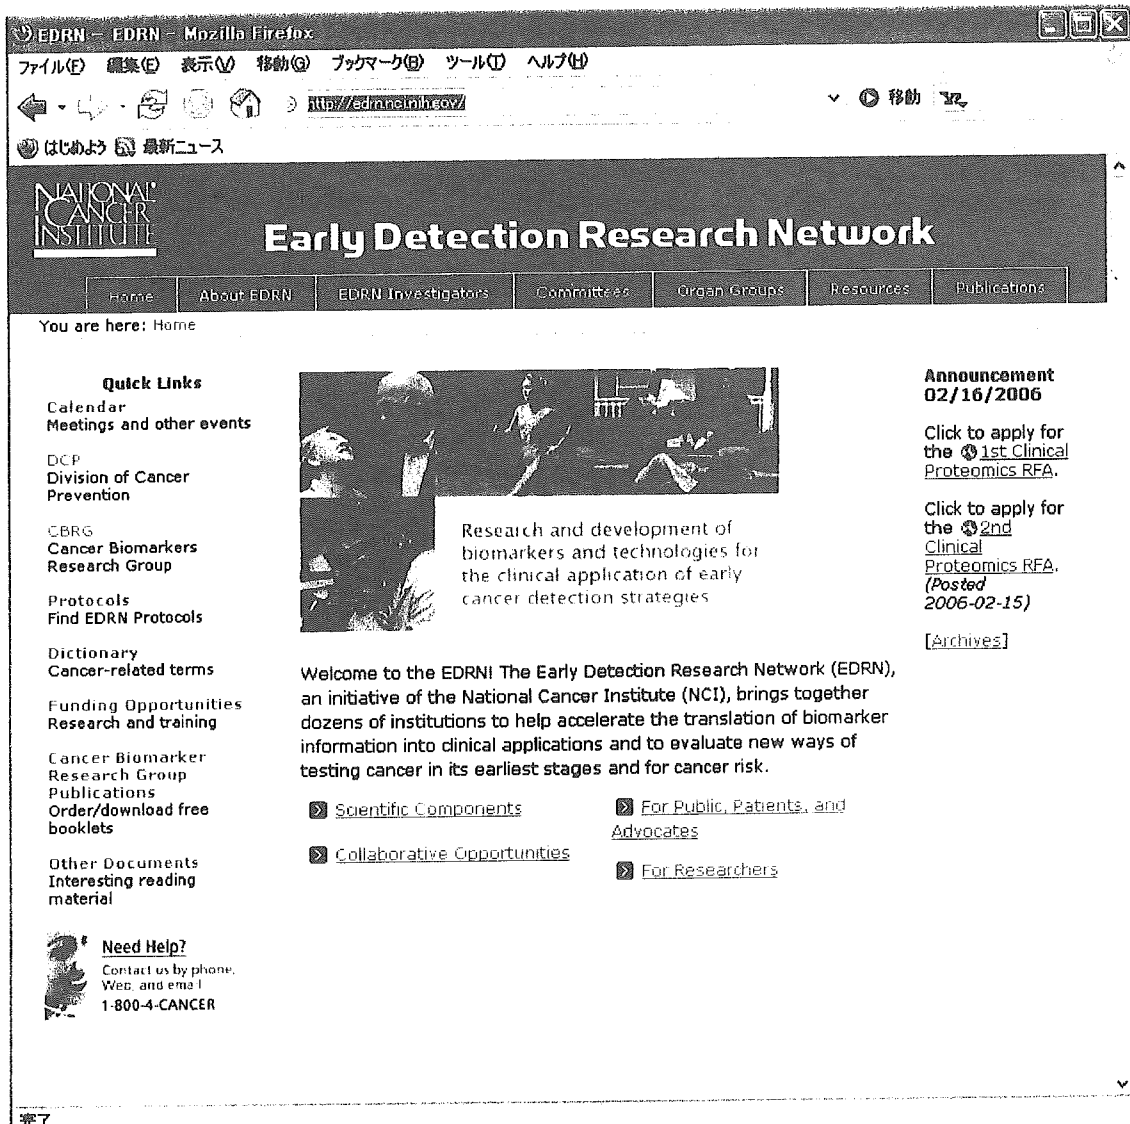 EDRN - EDRN - Mozilla Firefox
ファイル(F) 編集(E) 表示(V) 移動(G) ブックマーク(B) ツール(T) ヘルプ(H)
http://edrn.nci.nih.gov/
移動
はじめよう 最新ニュース
NATIONAL
CANCER
INSTITUTE
Early Detection Research Network
Home About EDRN EDRN Investigators Committees Organ Groups Resources Publications
You are here: Home
Quick Links
Calendar
Meetings and other events
DCP
Division of Cancer
Prevention
CBRG
Cancer Biomarkers
Research Group
Protocols
Find EDRN Protocols
Dictionary
Cancer-related terms
Funding Opportunities
Research and training
Cancer Biomarker
Research Group
Publications
Order/download free
booklets
Other Documents
Interesting reading
material
Need Help?
Contact us by phone,
Web, and email
1-800-4-CANCER
Research and development of
biomarkers and technologies for
the clinical application of early
cancer detection strategies
Welcome to the EDRN! The Early Detection Research Network (EDRN),
an initiative of the National Cancer Institute (NCI), brings together
dozens of institutions to help accelerate the translation of biomarker
information into clinical applications and to evaluate new ways of
testing cancer in its earliest stages and for cancer risk.
Scientific Components
Collaborative Opportunities
For Public, Patients, and
Advocates
For Researchers
Announcement
02/16/2006
Click to apply for
the 1st Clinical
Proteomics RFA.
Click to apply for
the 2nd
Clinical
Proteomics RFA.
(Posted
2006-02-15)
[Archives]
完了